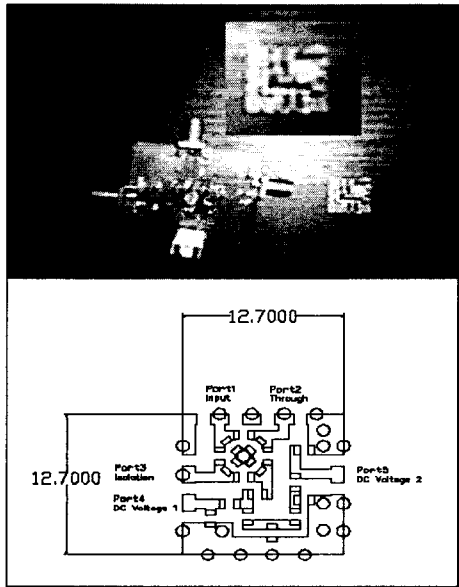 12.7000
Port1
Input
Port2
Through
12.7000
Port3
Isolation
Port5
DC Voltage 2
Port4
DC Voltage 1